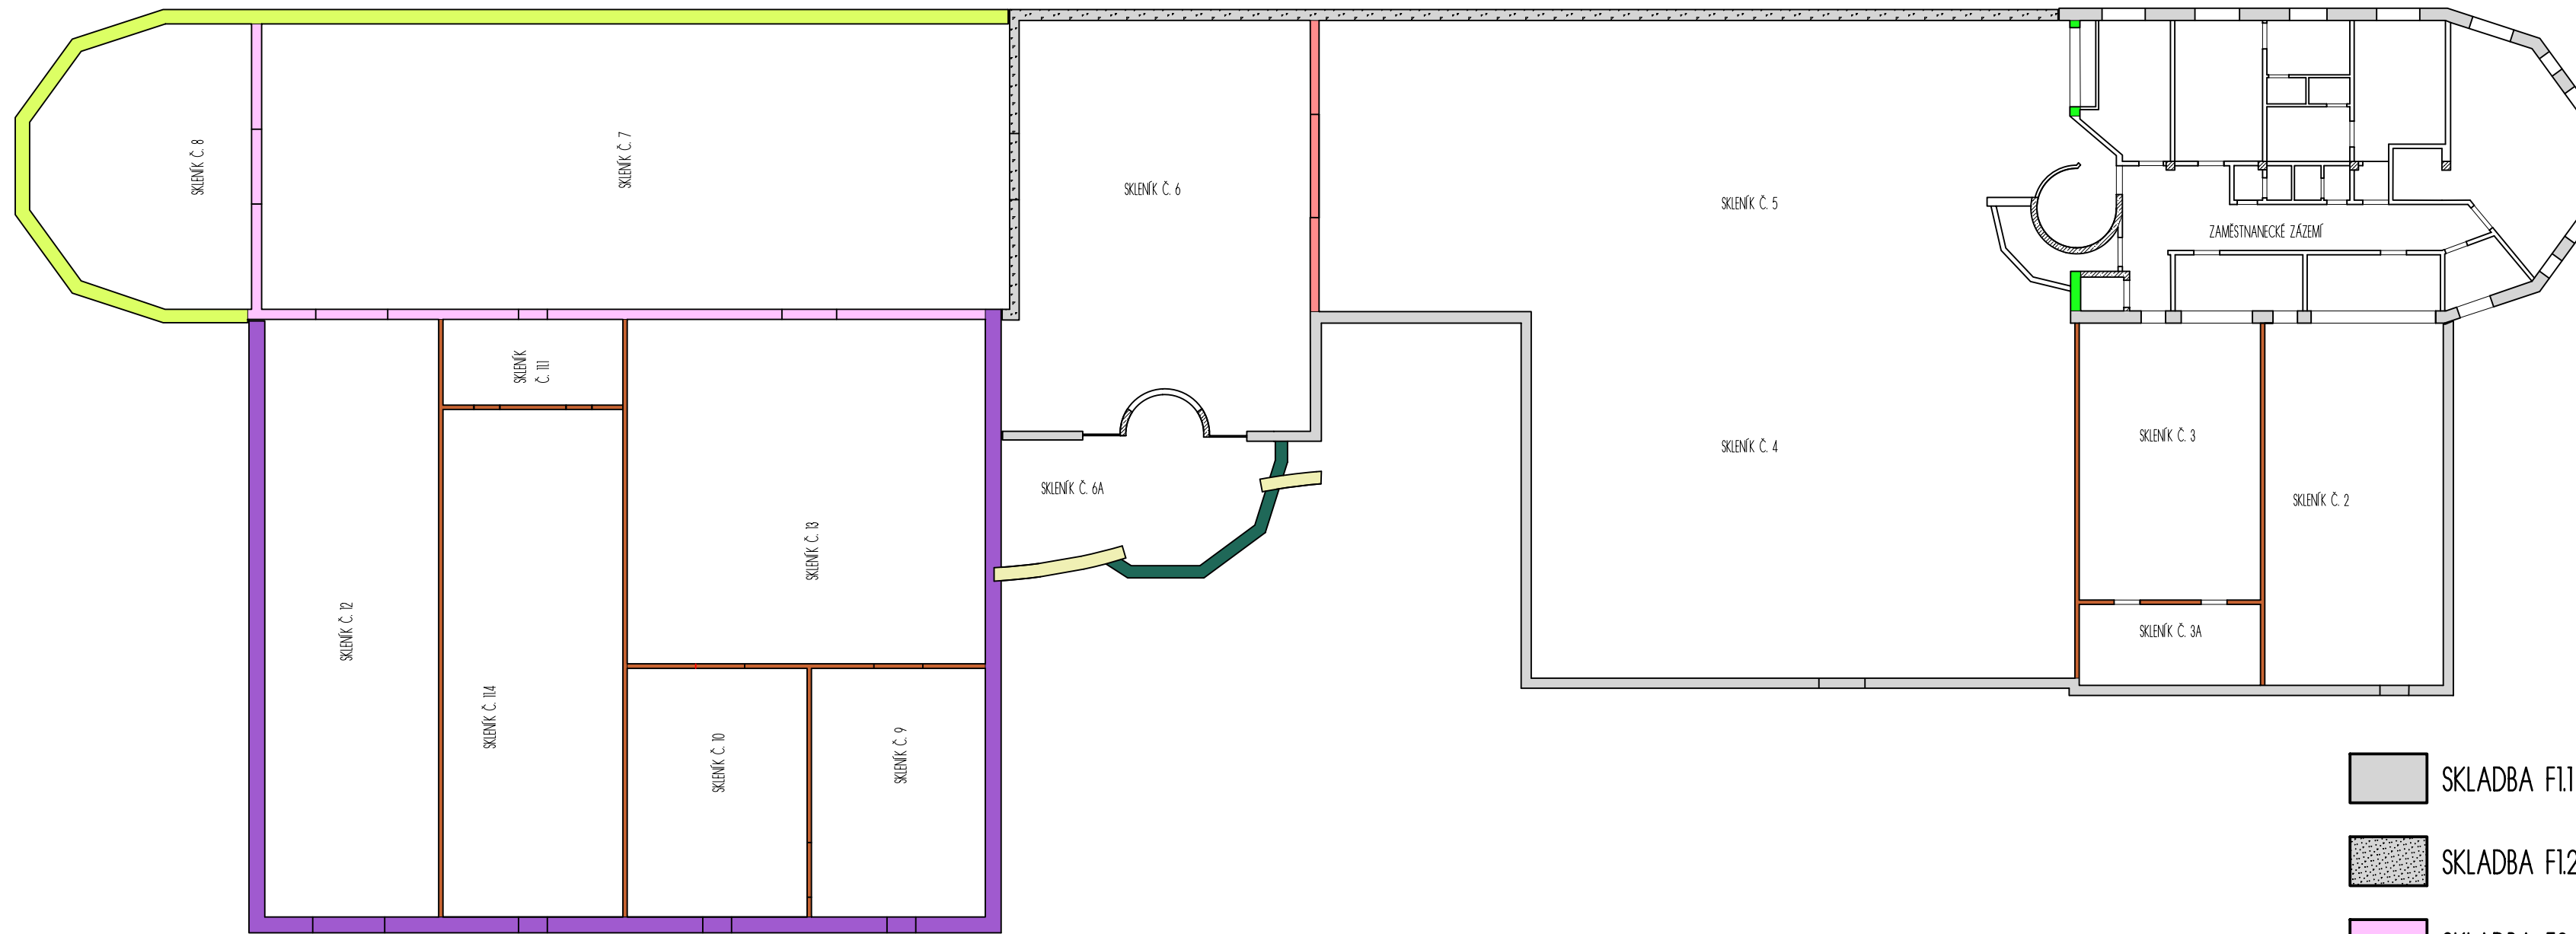 SKLENÍK Č. 8
SKLENÍK Č. 7
SKLENÍK Č. 6
SKLENÍK Č. 5
ZAMĚSTNANECKÉ ZÁZEMÍ
SKLENÍK
Č. 11.1
SKLENÍK Č. 6A
SKLENÍK Č. 4
SKLENÍK Č. 3
SKLENÍK Č. 2
SKLENÍK Č. 13
SKLENÍK Č. 12
SKLENÍK Č. 3A
SKLENÍK Č. 11.4
SKLENÍK Č. 10
SKLENÍK Č. 9
SKLADBA F1.1
SKLADBA F1.2